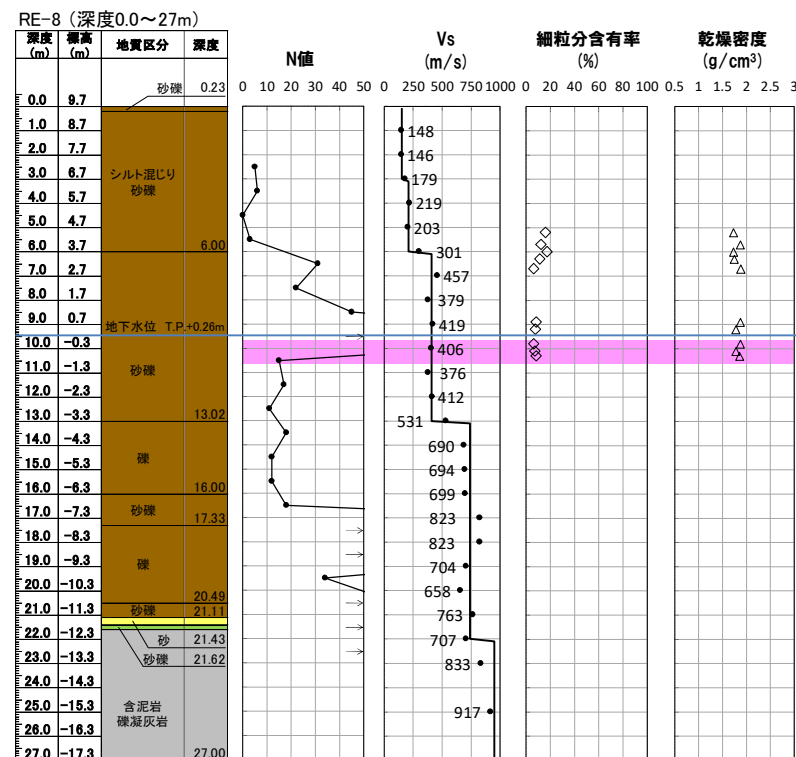 RE-8 (深度0.0～27m)
深度(m) 標高(m) 地質区分 深度
N値
Vs (m/s)
細粒分含有率 (%)
乾燥密度 (g/cm³)
0 10 20 30 40 50
0 250 500 750 1000
0 20 40 60 80 100
0.5 1 1.5 2 2.5 3
砂礫 0.23
0.0 9.7
1.0 8.7 148
2.0 7.7 146
3.0 6.7 シルト混じり 179
4.0 5.7 砂礫 219
5.0 4.7 203
6.0 3.7 6.00 301
7.0 2.7 457
8.0 1.7 379
9.0 0.7 地下水位 T.P.+0.26m 419
10.0 −0.3 406
11.0 −1.3 砂礫 376
12.0 −2.3 412
13.0 −3.3 13.02 531
14.0 −4.3 690
15.0 −5.3 礫 694
16.0 −6.3 16.00 699
17.0 −7.3 砂礫 17.33 823
18.0 −8.3 823
19.0 −9.3 礫 704
20.0 −10.3 20.49 658
21.0 −11.3 砂礫 21.11 763
22.0 −12.3 砂 21.43 707
23.0 −13.3 砂礫 21.62 833
24.0 −14.3
25.0 −15.3 含泥岩 917
26.0 −16.3 礫凝灰岩
27.0 −17.3 27.00